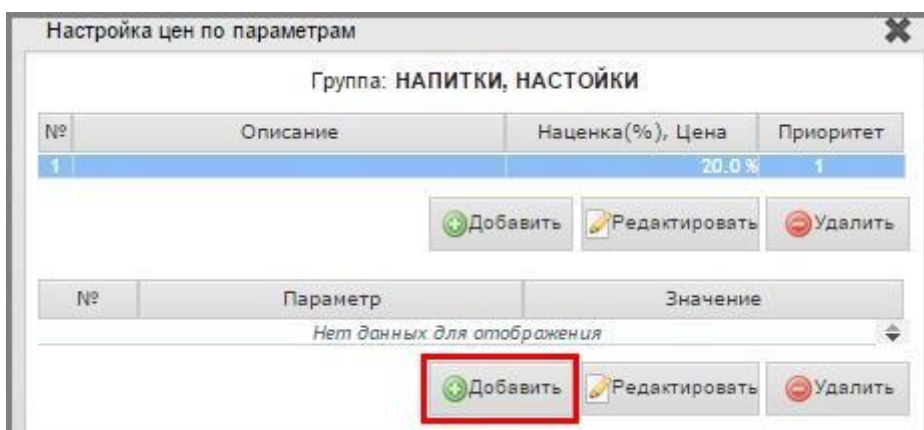 Настройка цен по параметрам
Группа: НАПИТКИ, НАСТОЙКИ
№ Описание Наценка(%), Цена Приоритет
1 20.0 % 1
Добавить Редактировать Удалить
№ Параметр Значение
Нет данных для отображения
Добавить Редактировать Удалить